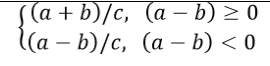 (a + b)/c, (a − b) ≥ 0
(a − b)/c, (a − b) < 0